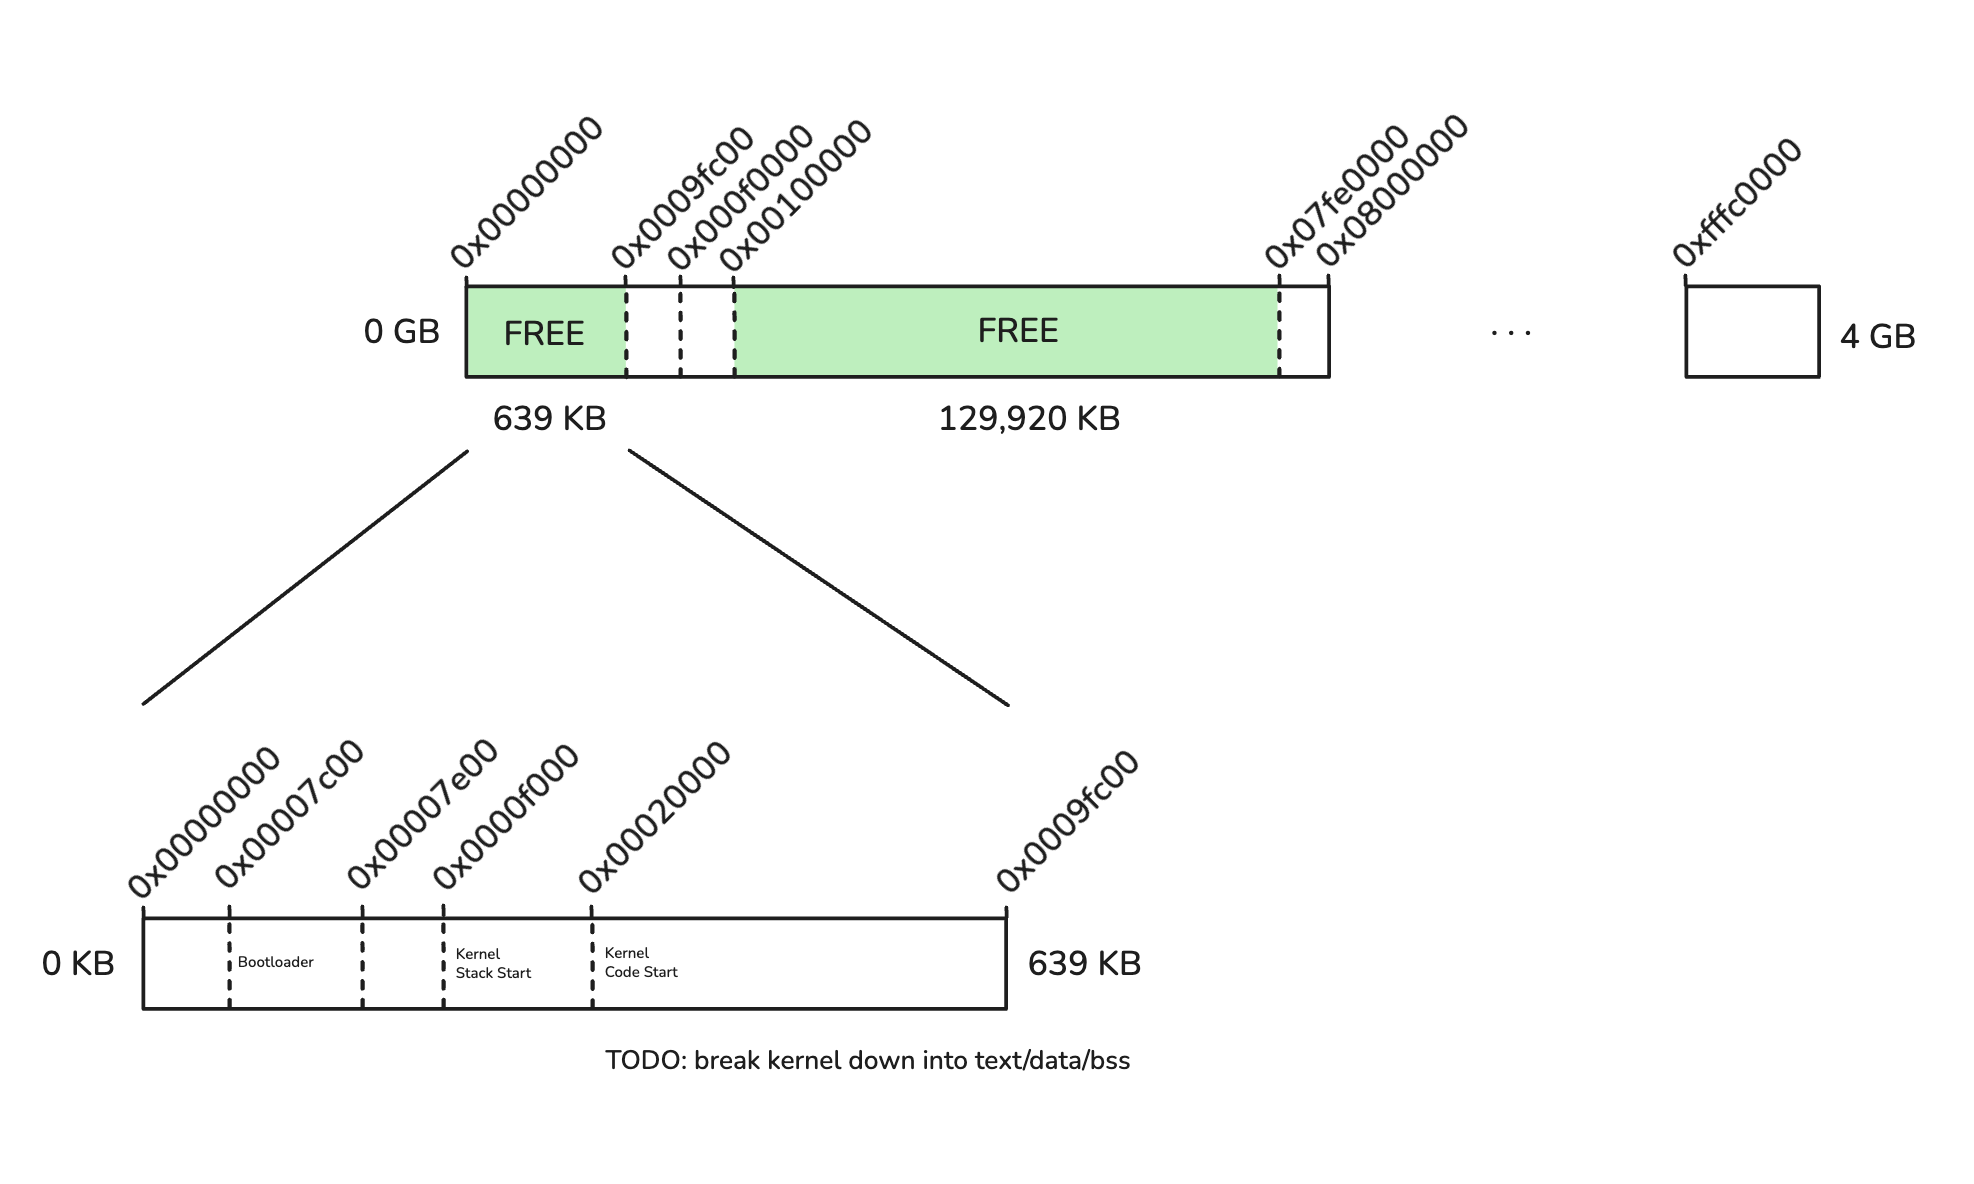 0x00000000
0x0009fc00
0x000f0000
0x00100000
0x07fe0000
0x08000000
0xfffc0000
0 GB
FREE
FREE
. . .
4 GB
639 KB
129,920 KB
0x00000000
0x00007c00
0x00007e00
0x0000f000
0x00020000
0x0009fc00
0 KB
Bootloader
Kernel
Stack Start
Kernel
Code Start
639 KB
TODO: break kernel down into text/data/bss